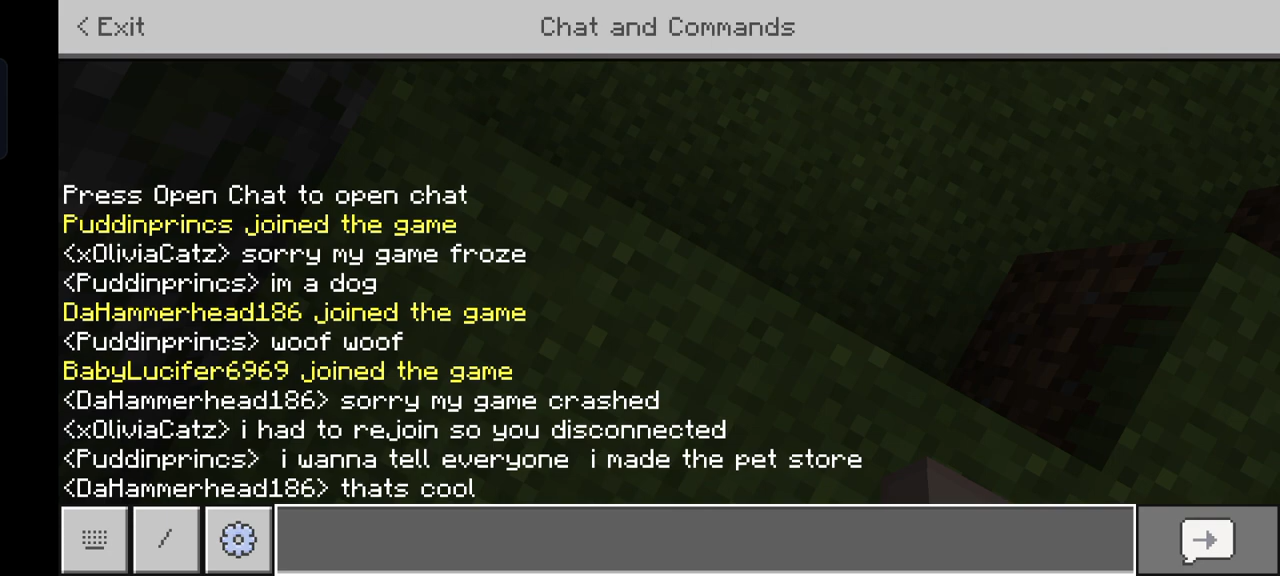 < Exit
Chat and Commands
Press Open Chat to open chat
Puddinprincs joined the game
<xOliviaCatz> sorry my game froze
<Puddinprincs> im a dog
DaHammerhead186 joined the game
<Puddinprincs> woof woof
BabyLucifer6969 joined the game
<DaHammerhead186> sorry my game crashed
<xOliviaCatz> i had to rejoin so you disconnected
<Puddinprincs>  i wanna tell everyone  i made the pet store
<DaHammerhead186> thats cool
/